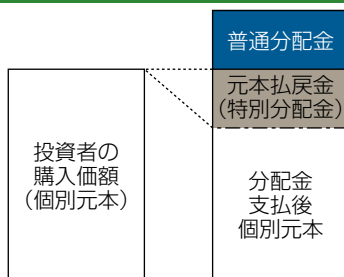 普通分配金
元本払戻金
（特別分配金）
投資者の
購入価額
（個別元本）
分配金
支払後
個別元本